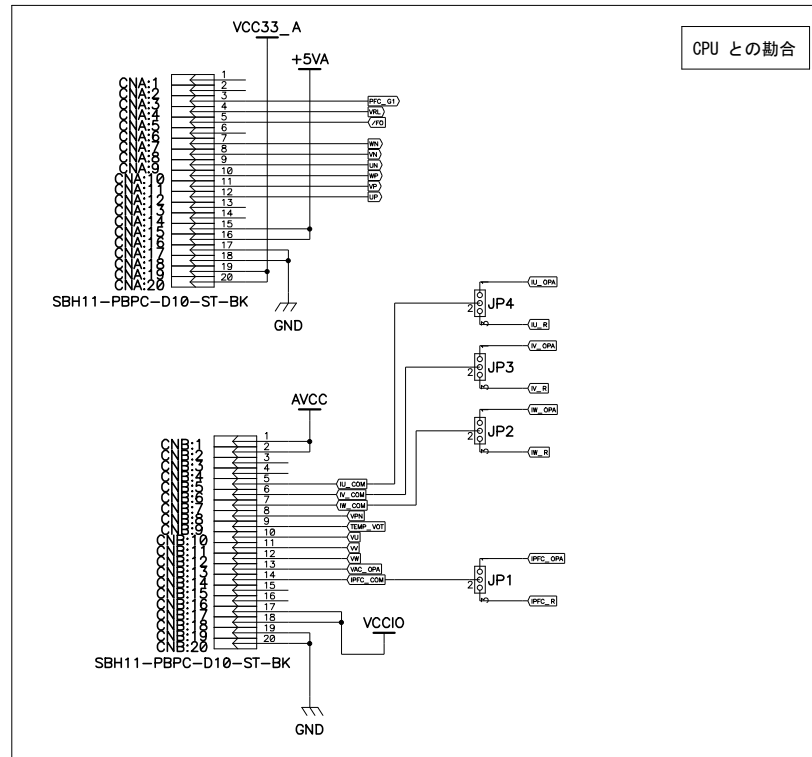 CPU との勘合
VCC33_A
+5VA
CNA:1
CNA:2
CNA:3
CNA:4
CNA:5
CNA:6
CNA:7
CNA:8
CNA:9
CNA:10
CNA:11
CNA:12
CNA:13
CNA:14
CNA:15
CNA:16
CNA:17
CNA:18
CNA:19
CNA:20
1
2
3
4
5
6
7
8
9
10
11
12
13
14
15
16
17
18
19
20
PFC_G1
VRL
/FO
WN
VN
UN
WP
VP
UP
SBH11-PBPC-D10-ST-BK
GND
IU_OPA
2
JP4
IU_R
IV_OPA
2
JP3
IV_R
IW_OPA
2
JP2
IW_R
AVCC
CNB:1
CNB:2
CNB:3
CNB:4
CNB:5
CNB:6
CNB:7
CNB:8
CNB:9
CNB:10
CNB:11
CNB:12
CNB:13
CNB:14
CNB:15
CNB:16
CNB:17
CNB:18
CNB:19
CNB:20
1
2
3
4
5
6
7
8
9
10
11
12
13
14
15
16
17
18
19
20
IU_COM
IV_COM
IW_COM
VPN
TEMP_VOT
VU
VV
VW
VAC_OPA
IPFC_COM
IPFC_OPA
2
JP1
IPFC_R
VCCIO
SBH11-PBPC-D10-ST-BK
GND